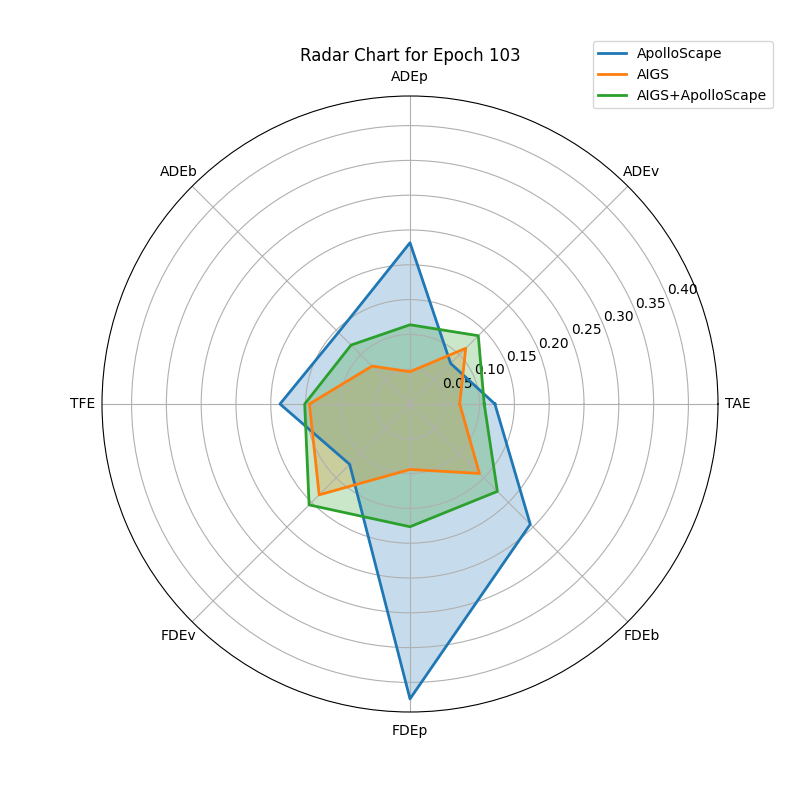 Radar Chart for Epoch 103
ApolloScape
AIGS
AIGS+ApolloScape
ADEp
ADEb
ADEv
0.40
0.35
0.30
0.25
0.20
0.15
0.10
0.05
TFE
TAE
FDEv
FDEb
FDEp